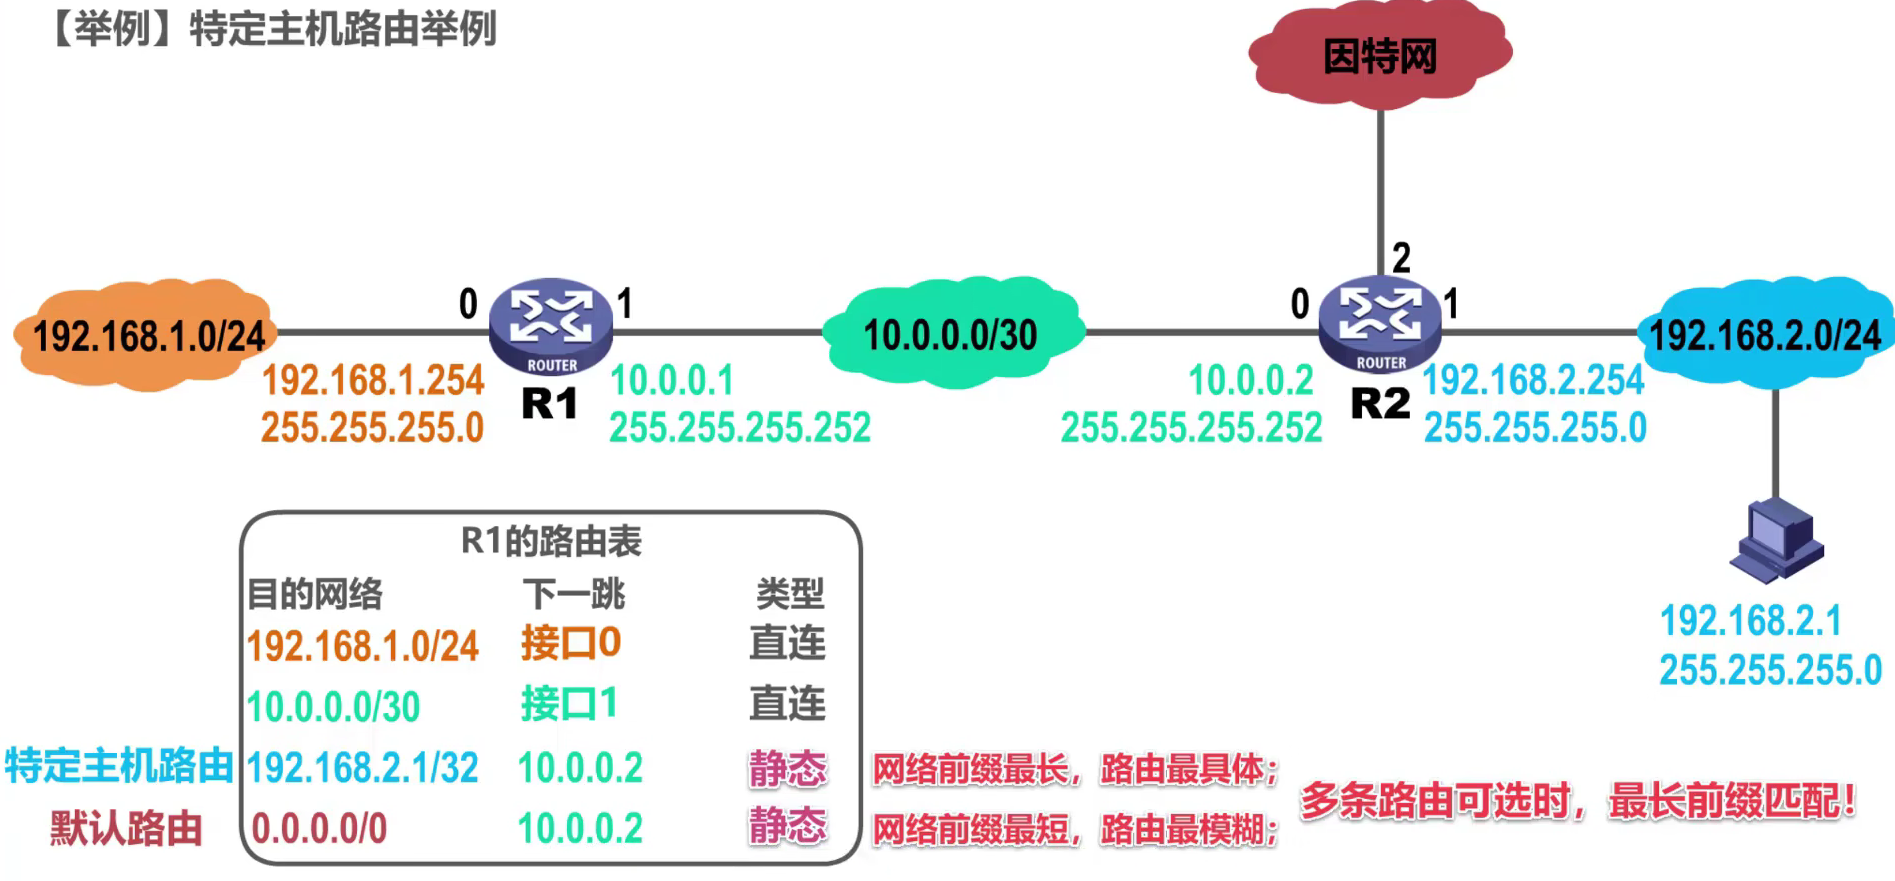 【举例】特定主机路由举例
因特网
2
0
1
0
1
192.168.1.0/24
10.0.0.0/30
192.168.2.0/24
ROUTER
ROUTER
R1
R2
192.168.1.254
255.255.255.0
10.0.0.1
255.255.255.252
10.0.0.2
255.255.255.252
192.168.2.254
255.255.255.0
192.168.2.1
255.255.255.0
R1的路由表
目的网络 下一跳 类型
192.168.1.0/24 接口0 直连
10.0.0.0/30 接口1 直连
特定主机路由 192.168.2.1/32 10.0.0.2 静态 网络前缀最长，路由最具体；
默认路由 0.0.0.0/0 10.0.0.2 静态 网络前缀最短，路由最模糊；
多条路由可选时，最长前缀匹配！